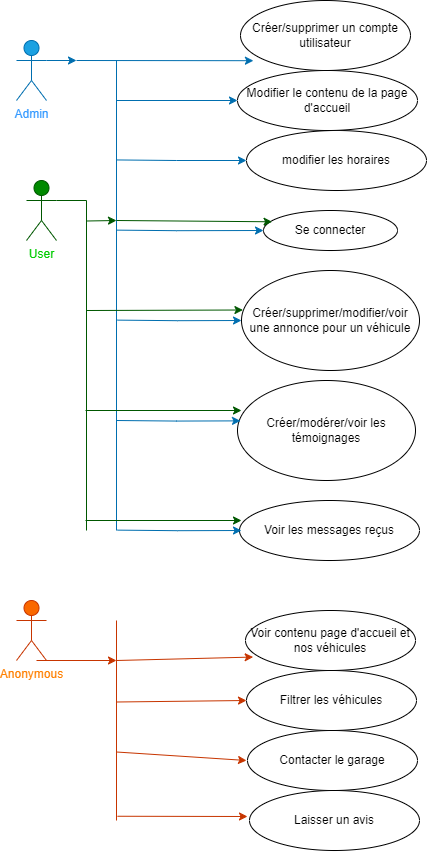 Créer/supprimer un compte
utilisateur
Admin
Modifier le contenu de la page
d'accueil
modifier les horaires
User
Se connecter
Créer/supprimer/modifier/voir
une annonce pour un véhicule
Créer/modérer/voir les
témoignages
Voir les messages reçus
Anonymous
Voir contenu page d'accueil et
nos véhicules
Filtrer les véhicules
Contacter le garage
Laisser un avis